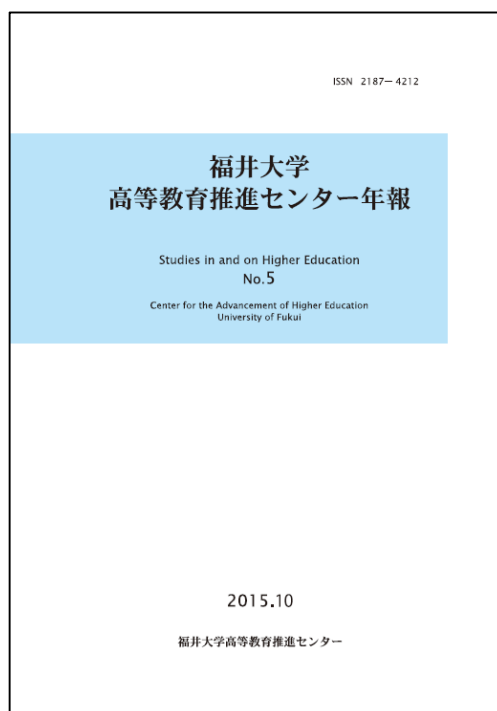 ISSN 2187−4212
福井大学
高等教育推進センター年報
Studies in and on Higher Education
No.5
Center for the Advancement of Higher Education
University of Fukui
2015.10
福井大学高等教育推進センター